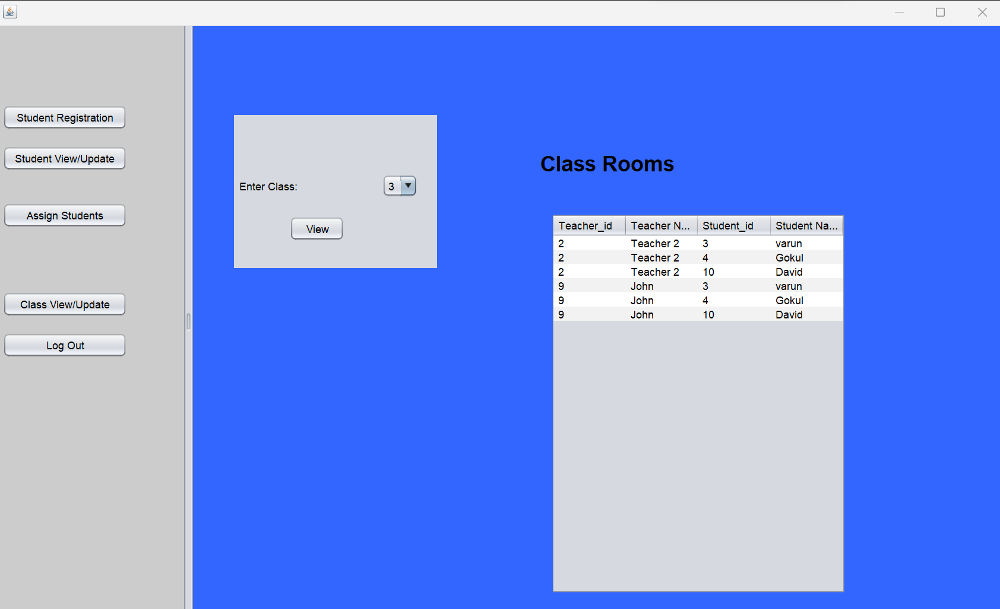 Student Registration
Student View/Update
Assign Students
Class View/Update
Log Out
Enter Class: 3
View
Class Rooms
Teacher_id Teacher N... Student_id Student Na...
2 Teacher 2 3 varun
2 Teacher 2 4 Gokul
2 Teacher 2 10 David
9 John 3 varun
9 John 4 Gokul
9 John 10 David